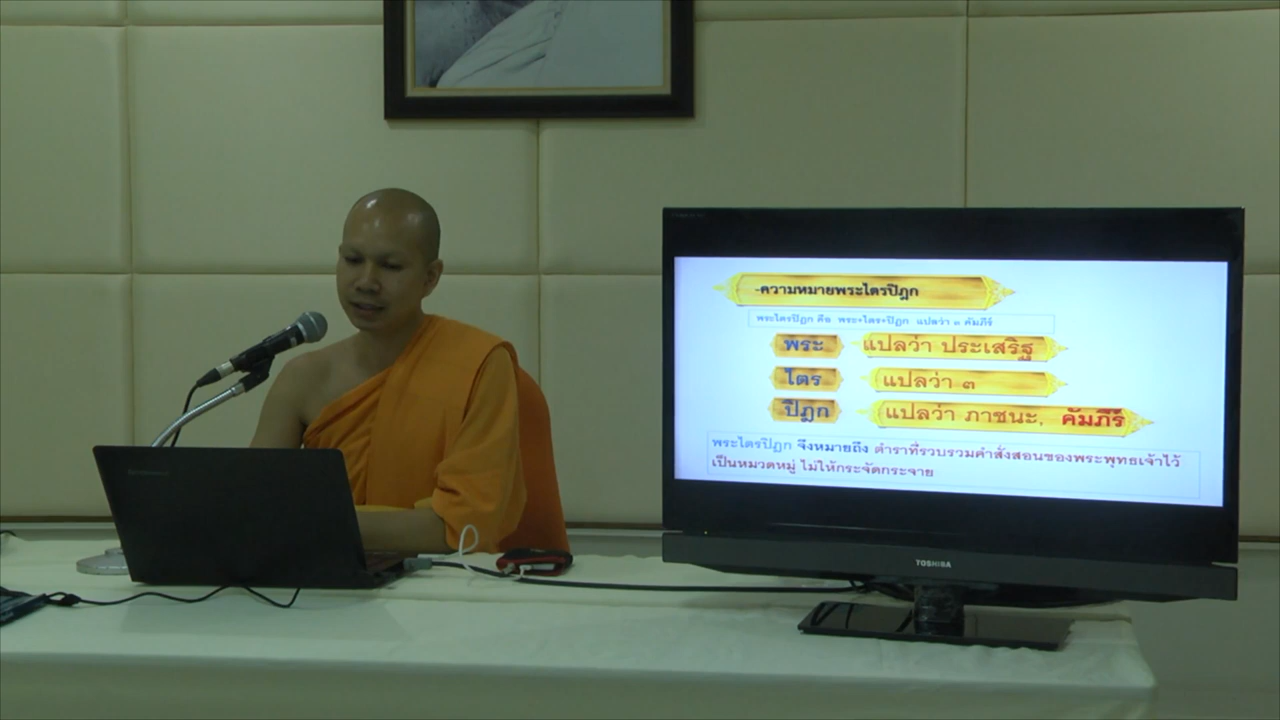 -ความหมายพระไตรปิฎก
พระไตรปิฎก คือ พระ+ไตร+ปิฎก แปลว่า ๓ คัมภีร์
พระ แปลว่า ประเสริฐ
ไตร แปลว่า ๓
ปิฎก แปลว่า ภาชนะ, คัมภีร์
พระไตรปิฎก จึงหมายถึง ตำราที่รวบรวมคำสั่งสอนของพระพุทธเจ้าไว้
เป็นหมวดหมู่ ไม่ให้กระจัดกระจาย
TOSHIBA